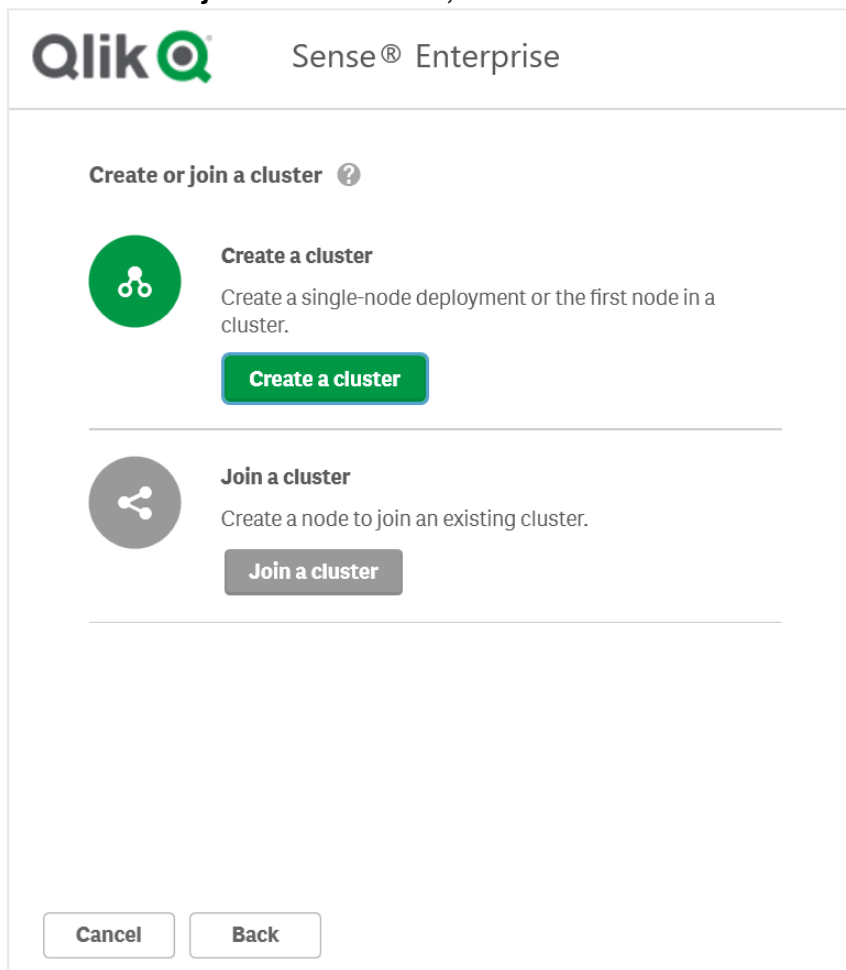 Qlik Sense® Enterprise
Create or join a cluster ?
Create a cluster
Create a single-node deployment or the first node in a
cluster.
Create a cluster
Join a cluster
Create a node to join an existing cluster.
Join a cluster
Cancel Back